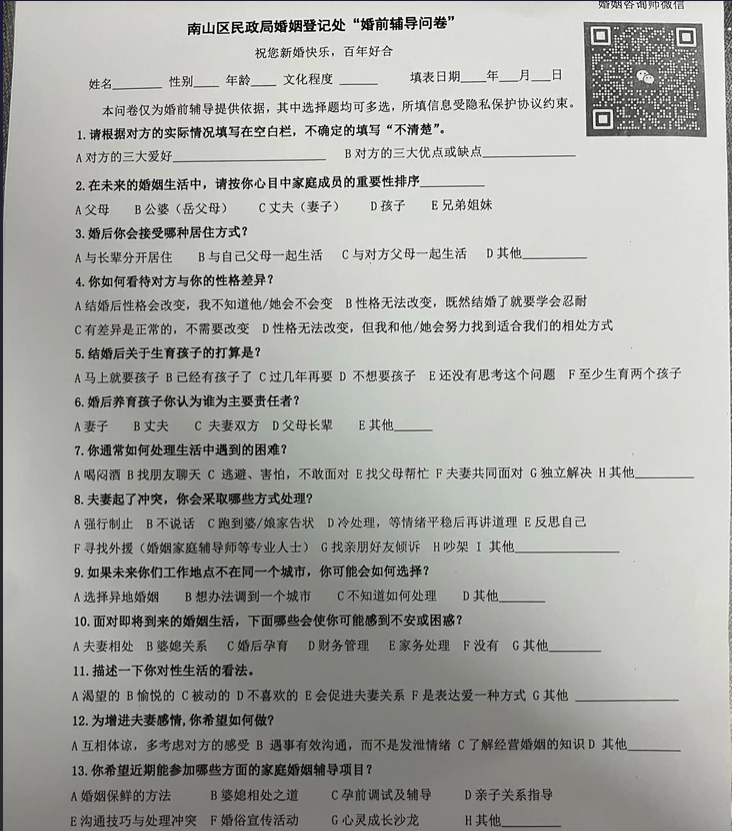 婚姻咨询师微信
南山区民政局婚姻登记处“婚前辅导问卷”
祝您新婚快乐，百年好合
姓名______ 性别____ 年龄____ 文化程度______ 填表日期____年___月___日
本问卷仅为婚前辅导提供依据，其中选择题均可多选，所填信息受隐私保护协议约束。
1.请根据对方的实际情况填写在空白栏，不确定的填写“不清楚”。
A 对方的三大爱好____________________ B 对方的三大优点或缺点____________
2.在未来的婚姻生活中，请按你心目中家庭成员的重要性排序________
A 父母 B 公婆（岳父母） C 丈夫（妻子） D 孩子 E 兄弟姐妹
3.婚后你会接受哪种居住方式？
A 与长辈分开居住 B 与自己父母一起生活 C 与对方父母一起生活 D 其他________
4.你如何看待对方与你的性格差异？
A 结婚后性格会改变，我不知道他/她会不会变 B 性格无法改变，既然结婚了就要学会忍耐
C 有差异是正常的，不需要改变 D 性格无法改变，但我和他/她会努力找到适合我们的相处方式
5.结婚后关于生育孩子的打算是？
A 马上就要孩子 B 已经有孩子了 C 过几年再要 D 不想要孩子 E 还没有思考这个问题 F 至少生育两个孩子
6.婚后养育孩子你认为谁为主要责任者？
A 妻子 B 丈夫 C 夫妻双方 D 父母长辈 E 其他_____
7.你通常如何处理生活中遇到的困难？
A 喝闷酒 B 找朋友聊天 C 逃避、害怕，不敢面对 E 找父母帮忙 F 夫妻共同面对 G 独立解决 H 其他_______
8.夫妻起了冲突，你会采取哪些方式处理？
A 强行制止 B 不说话 C 跑到婆/娘家告状 D 冷处理，等情绪平稳后再讲道理 E 反思自己
F 寻找外援（婚姻家庭辅导师等专业人士） G 找亲朋好友倾诉 H 吵架 I 其他____________
9.如果未来你们工作地点不在同一个城市，你可能会如何选择？
A 选择异地婚姻 B 想办法调到一个城市 C 不知道如何处理 D 其他______
10.面对即将到来的婚姻生活，下面哪些会使你可能感到不安或困惑？
A 夫妻相处 B 婆媳关系 C 婚后孕育 D 财务管理 E 家务处理 F 没有 G 其他______
11.描述一下你对性生活的看法。
A 渴望的 B 愉悦的 C 被动的 D 不喜欢的 E 会促进夫妻关系 F 是表达爱一种方式 G 其他 ____________
12.为增进夫妻感情,你希望如何做？
A 互相体谅，多考虑对方的感受 B 遇事有效沟通，而不是发泄情绪 C 了解经营婚姻的知识 D 其他______
13.你希望近期能参加哪些方面的家庭婚姻辅导项目？
A 婚姻保鲜的方法 B 婆媳相处之道 C 孕前调试及辅导 D 亲子关系指导
E 沟通技巧与处理冲突 F 婚俗宣传活动 G 心灵成长沙龙 H 其他_______